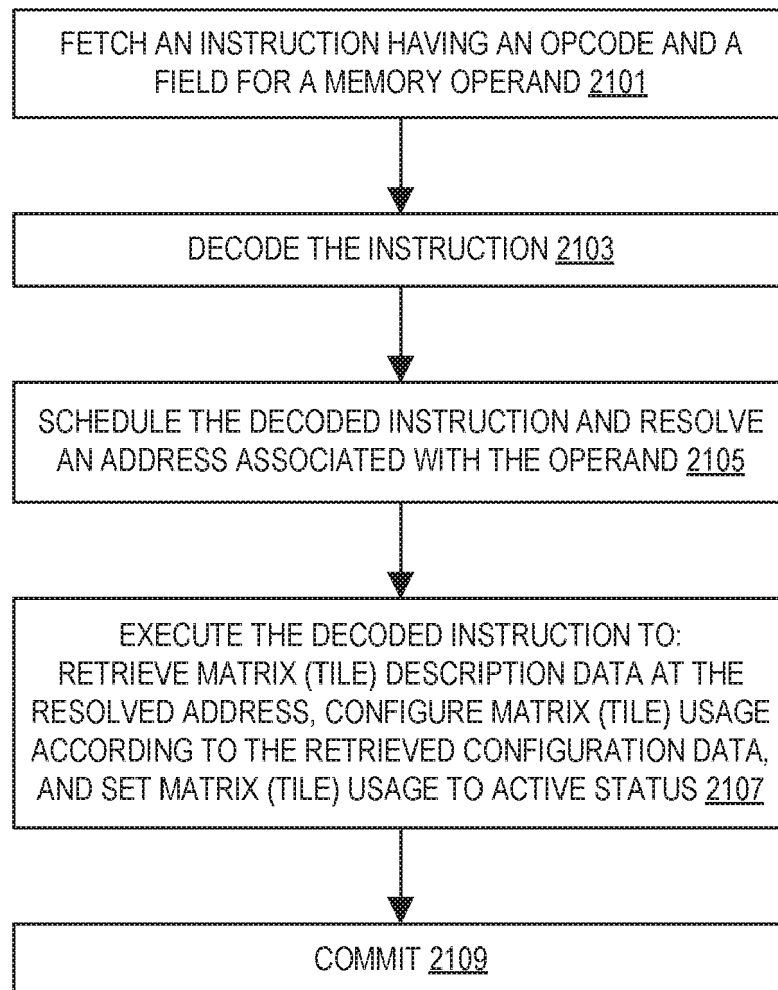 FETCH AN INSTRUCTION HAVING AN OPCODE AND A
FIELD FOR A MEMORY OPERAND 2101
DECODE THE INSTRUCTION 2103
SCHEDULE THE DECODED INSTRUCTION AND RESOLVE
AN ADDRESS ASSOCIATED WITH THE OPERAND 2105
EXECUTE THE DECODED INSTRUCTION TO:
RETRIEVE MATRIX (TILE) DESCRIPTION DATA AT THE
RESOLVED ADDRESS, CONFIGURE MATRIX (TILE) USAGE
ACCORDING TO THE RETRIEVED CONFIGURATION DATA,
AND SET MATRIX (TILE) USAGE TO ACTIVE STATUS 2107
COMMIT 2109